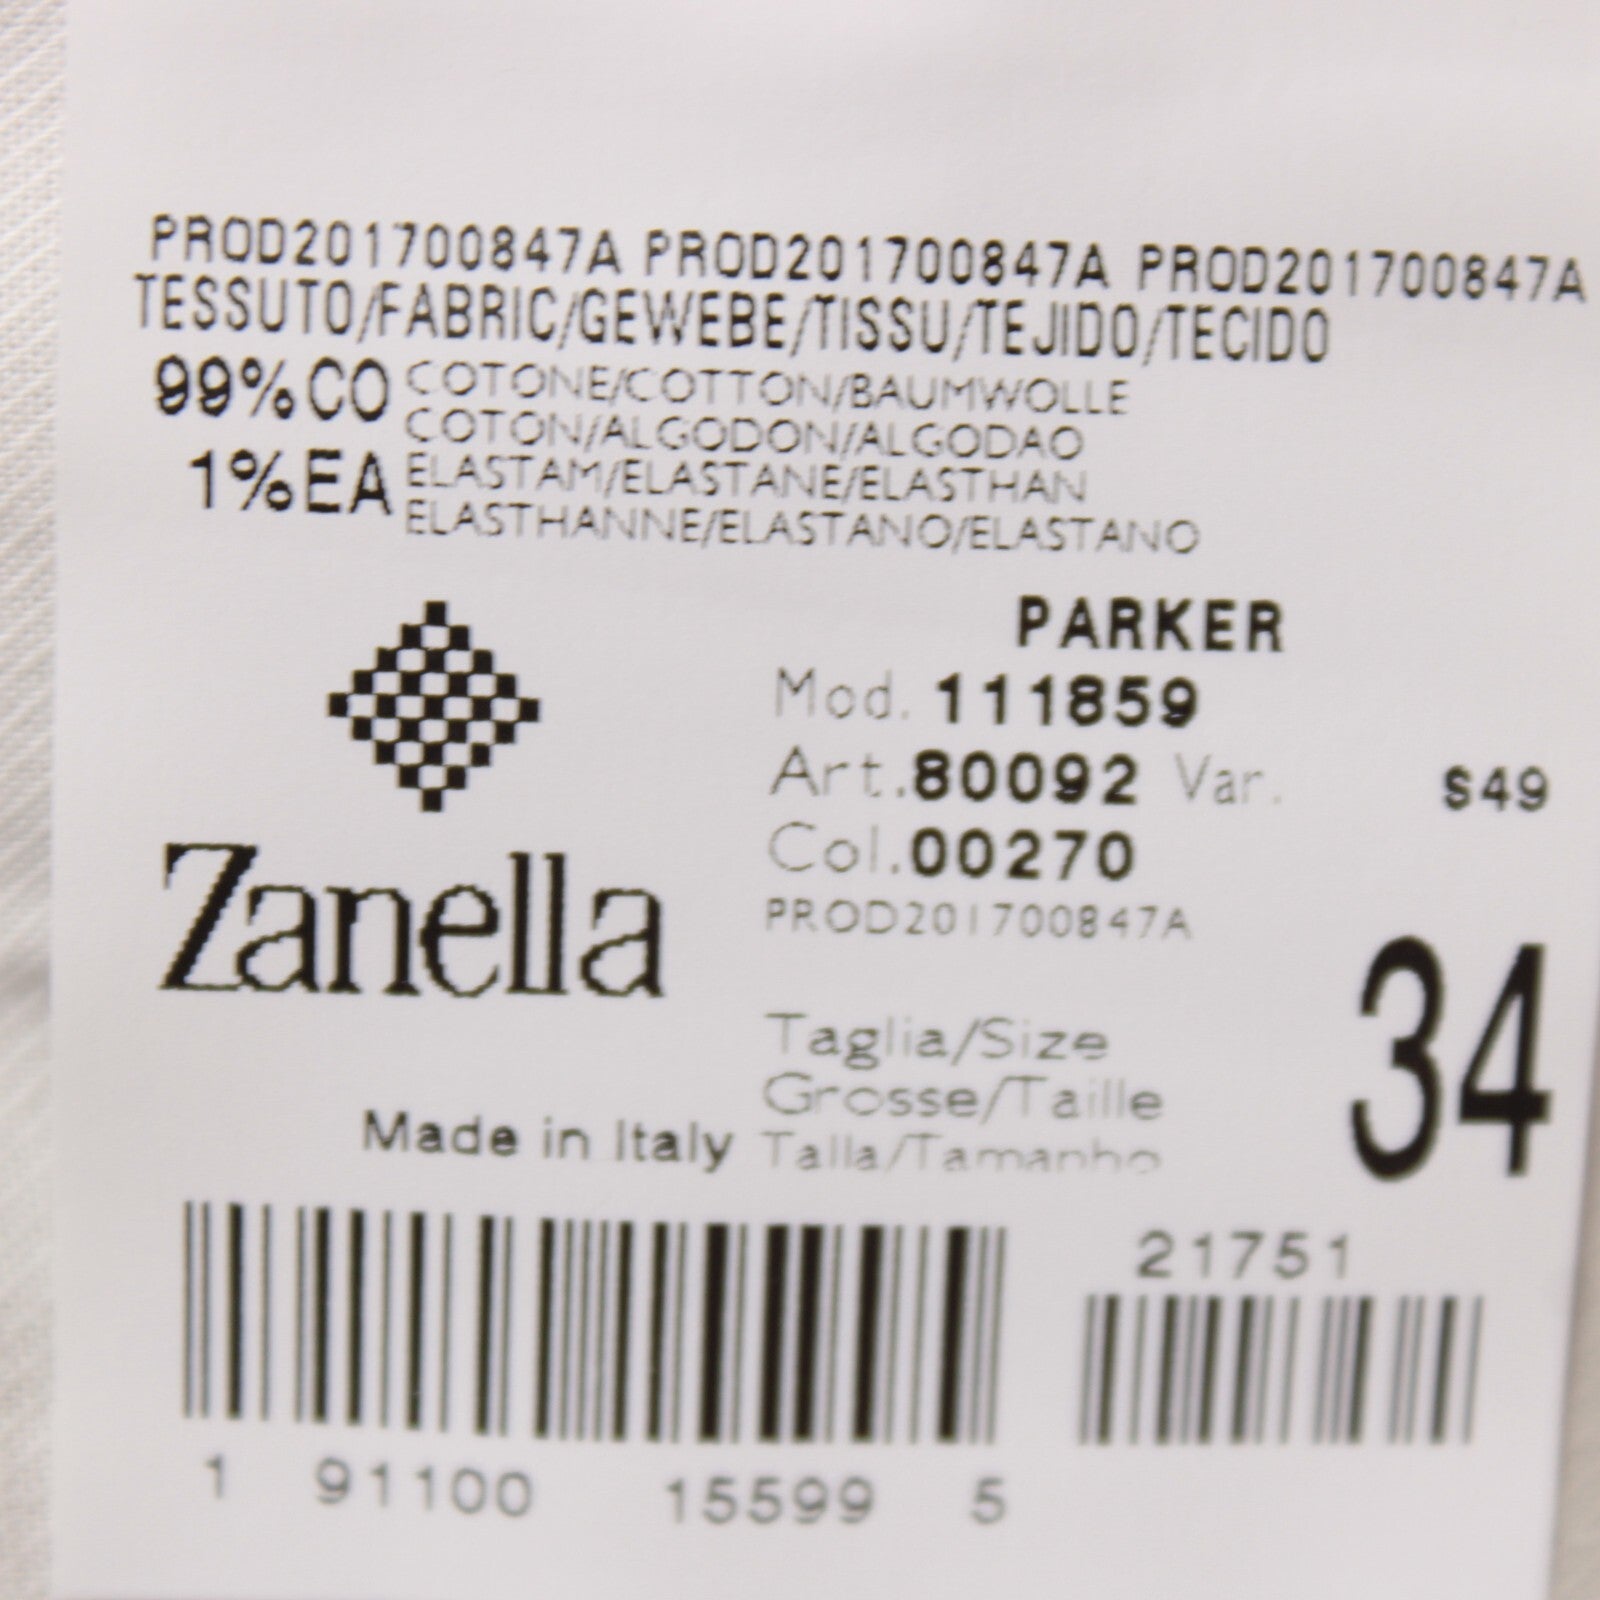 PROD201700847A PROD201700847A PROD201700847A
TESSUTO/FABRIC/GEWEBE/TISSU/TEJIDO/TECIDO
99%CO COTONE/COTTON/BAUMWOLLE
COTON/ALGODON/ALGODAO
1%EA ELASTAM/ELASTANE/ELASTHAN
ELASTHANNE/ELASTANO/ELASTANO
PARKER
Mod. 111859
Art.80092 Var. S49
Col.00270
PROD201700847A
Zanella
Taglia/Size
Grosse/Taille
Talla/Tamanho
34
Made in Italy
21751
1 91100 15599 5